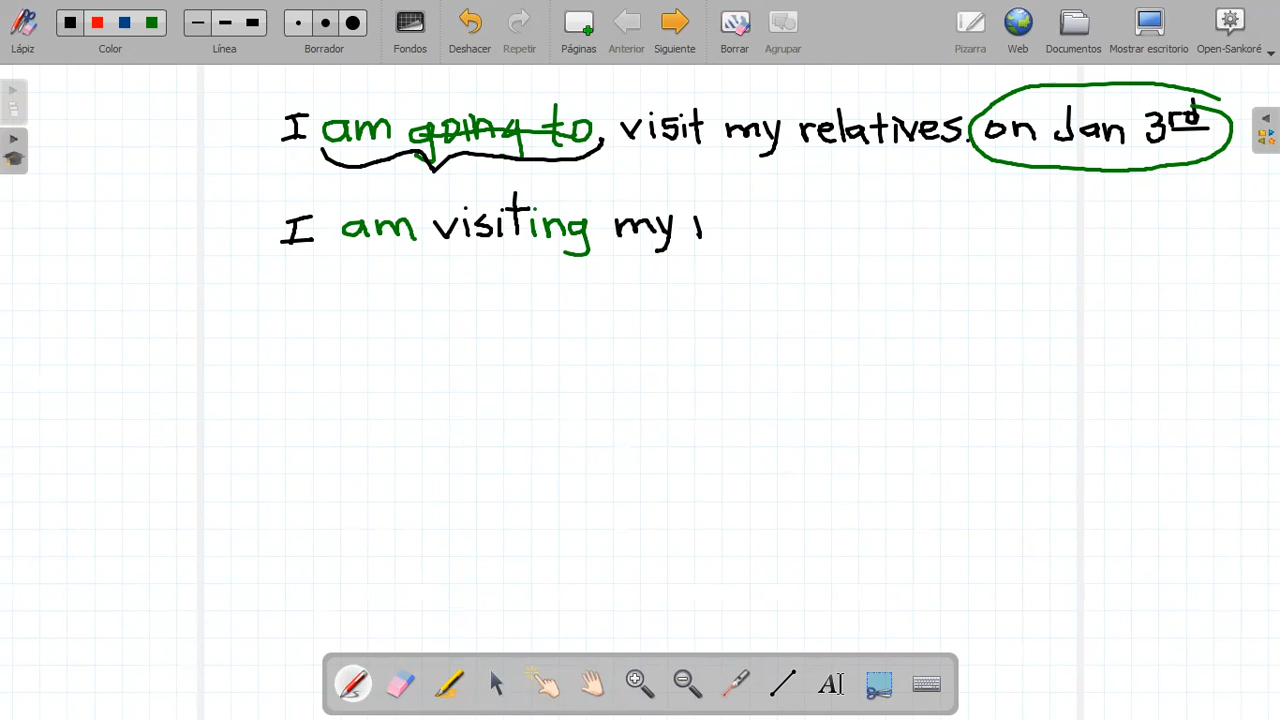 Lápiz Color Línea Borrador Fondos Deshacer Repetir Páginas Anterior Siguiente Borrar Agrupar Pizarra Web Documentos Mostrar escritorio Open-Sankoré
I am going to visit my relatives. on Jan 3rd
I am visiting my